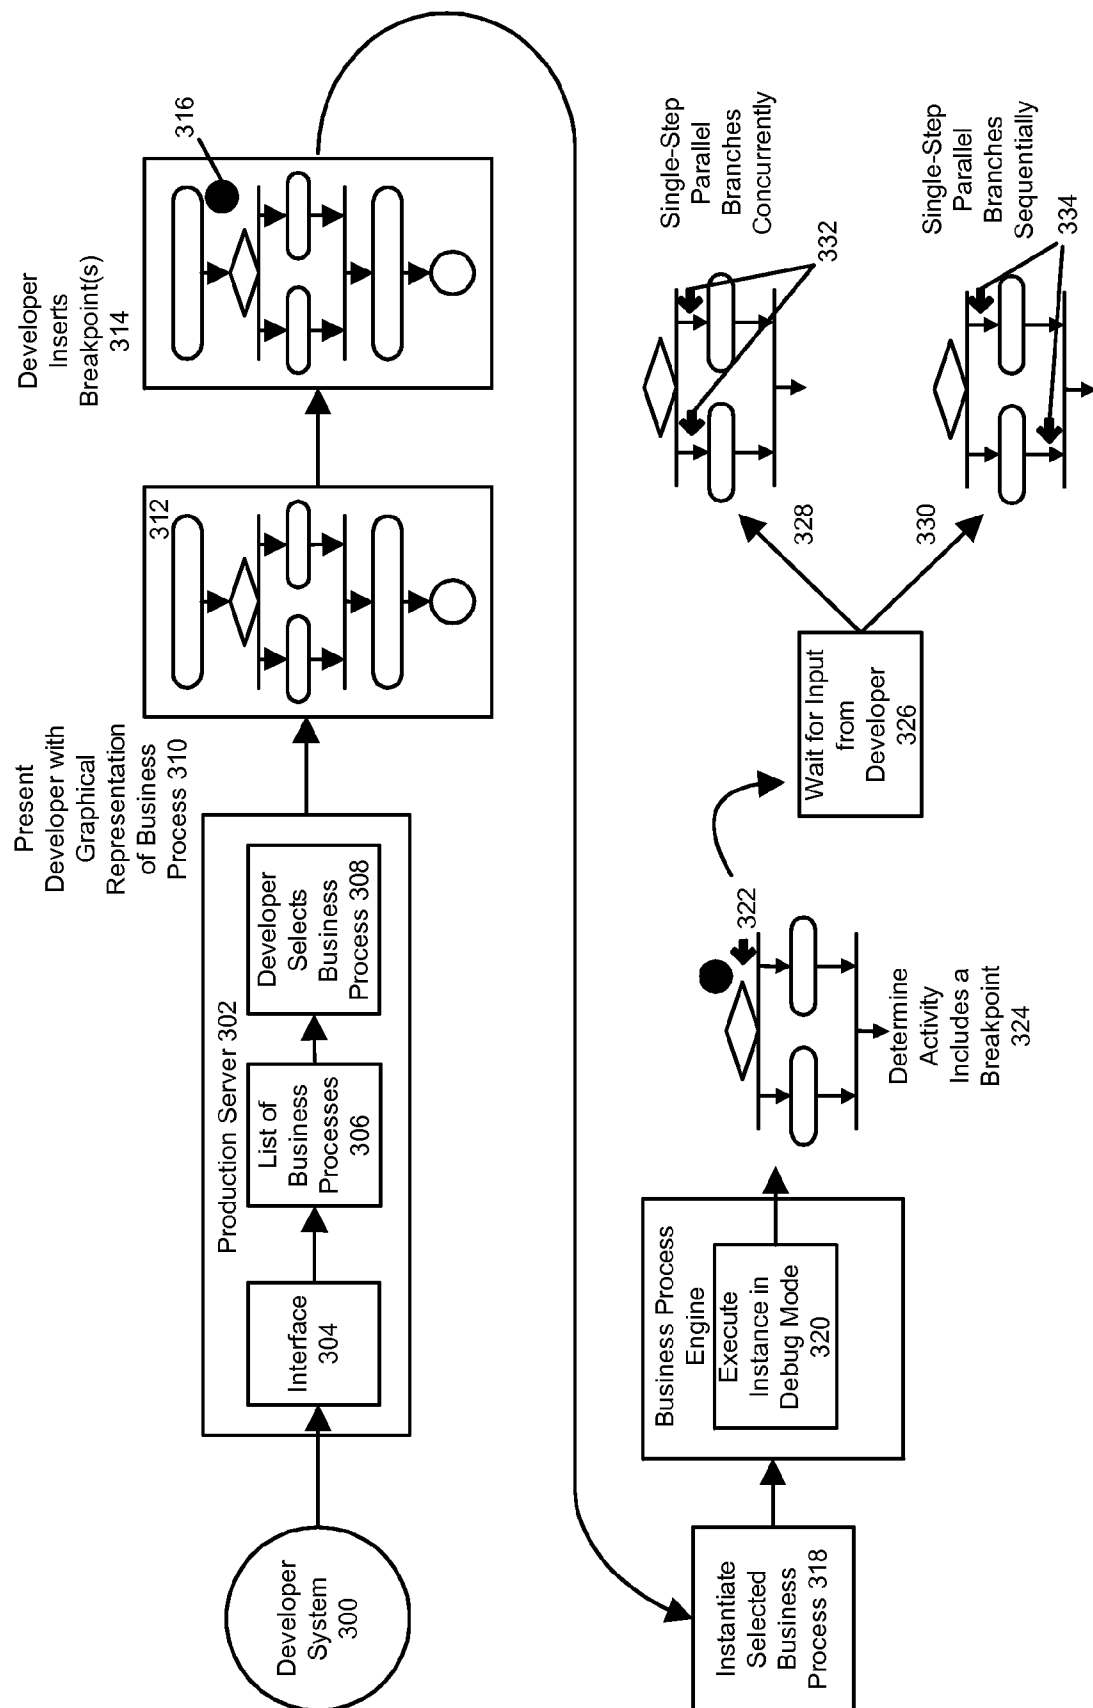 Developer
System
300
Production Server 302
Interface
304
List of
Business
Processes
306
Developer
Selects
Business
Process 308
Present
Developer with
Graphical
Representation
of Business
Process 310
312
Developer
Inserts
Breakpoint(s)
314
316
Instantiate
Selected
Business
Process 318
Business Process
Engine
Execute
Instance in
Debug Mode
320
322
Determine
Activity
Includes a
Breakpoint
324
Wait for Input
from
Developer
326
328
Single-Step
Parallel
Branches
Concurrently
332
330
Single-Step
Parallel
Branches
Sequentially
334